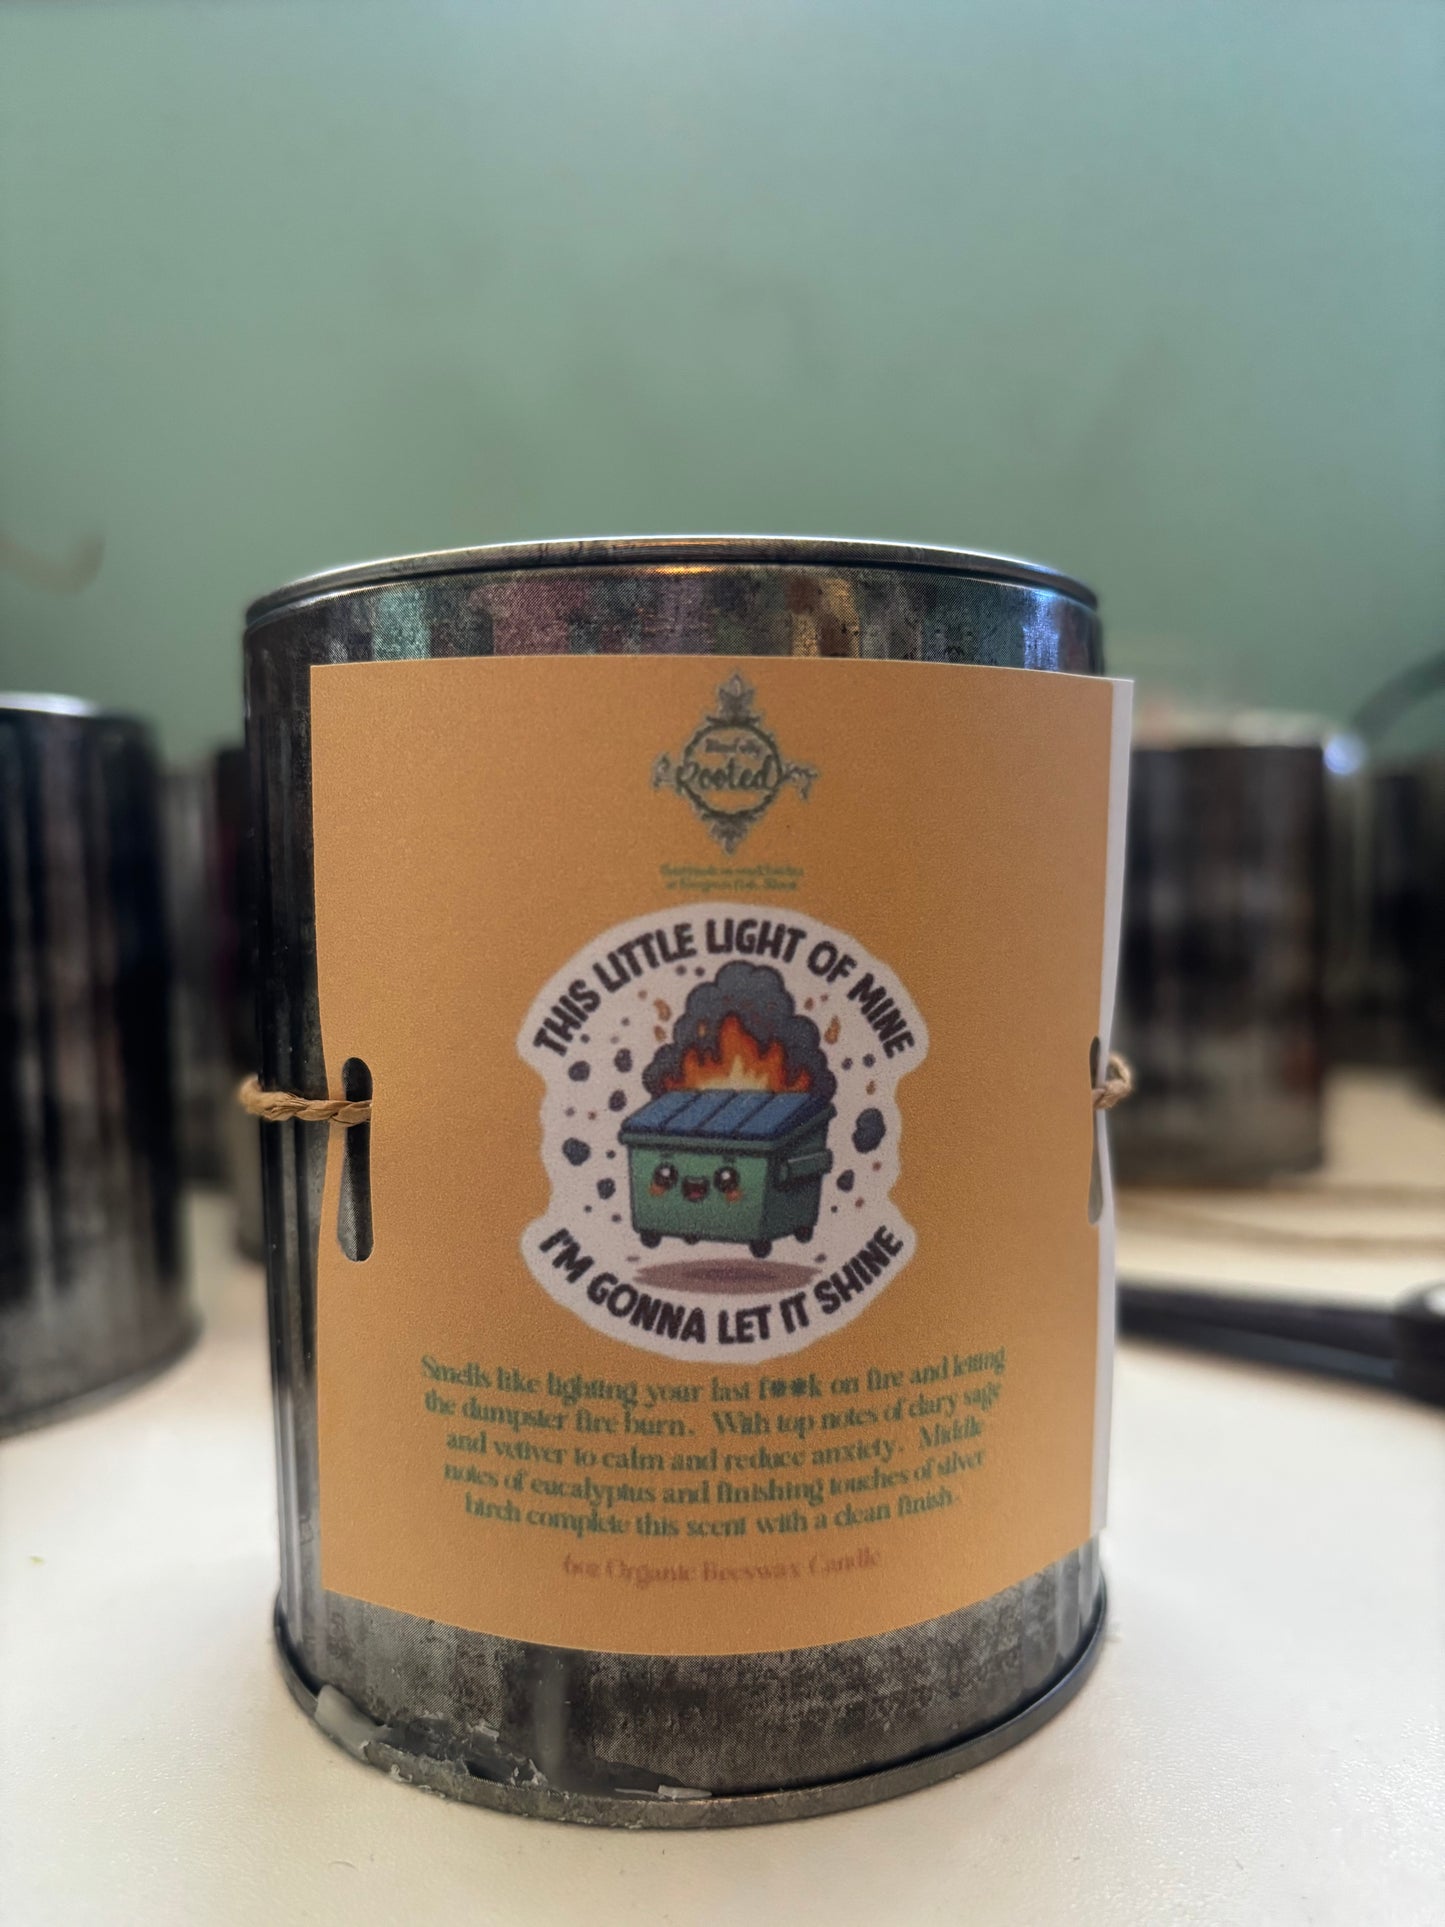 Rooted
THIS LITTLE LIGHT OF MINE
I'M GONNA LET IT SHINE
Smells like lighting your last f**k on fire and letting
the dumpster fire burn. With top notes of clary sage
and vetiver to calm and reduce anxiety. Middle
notes of eucalyptus and finishing touches of silver
birch complete this scent with a clean finish.
6oz Organic Beeswax Candle